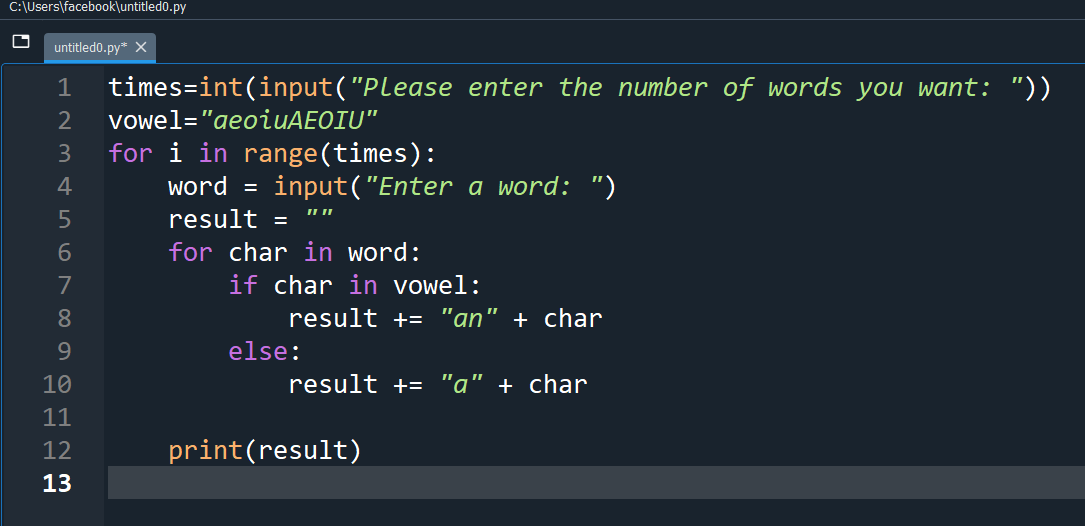 C:\Users\facebook\untitled0.py
untitled0.py*
1 times=int(input("Please enter the number of words you want: "))
2 vowel="aeoiuAEOIU"
3 for i in range(times):
4     word = input("Enter a word: ")
5     result = ""
6     for char in word:
7         if char in vowel:
8             result += "an" + char
9         else:
10             result += "a" + char
11
12     print(result)
13